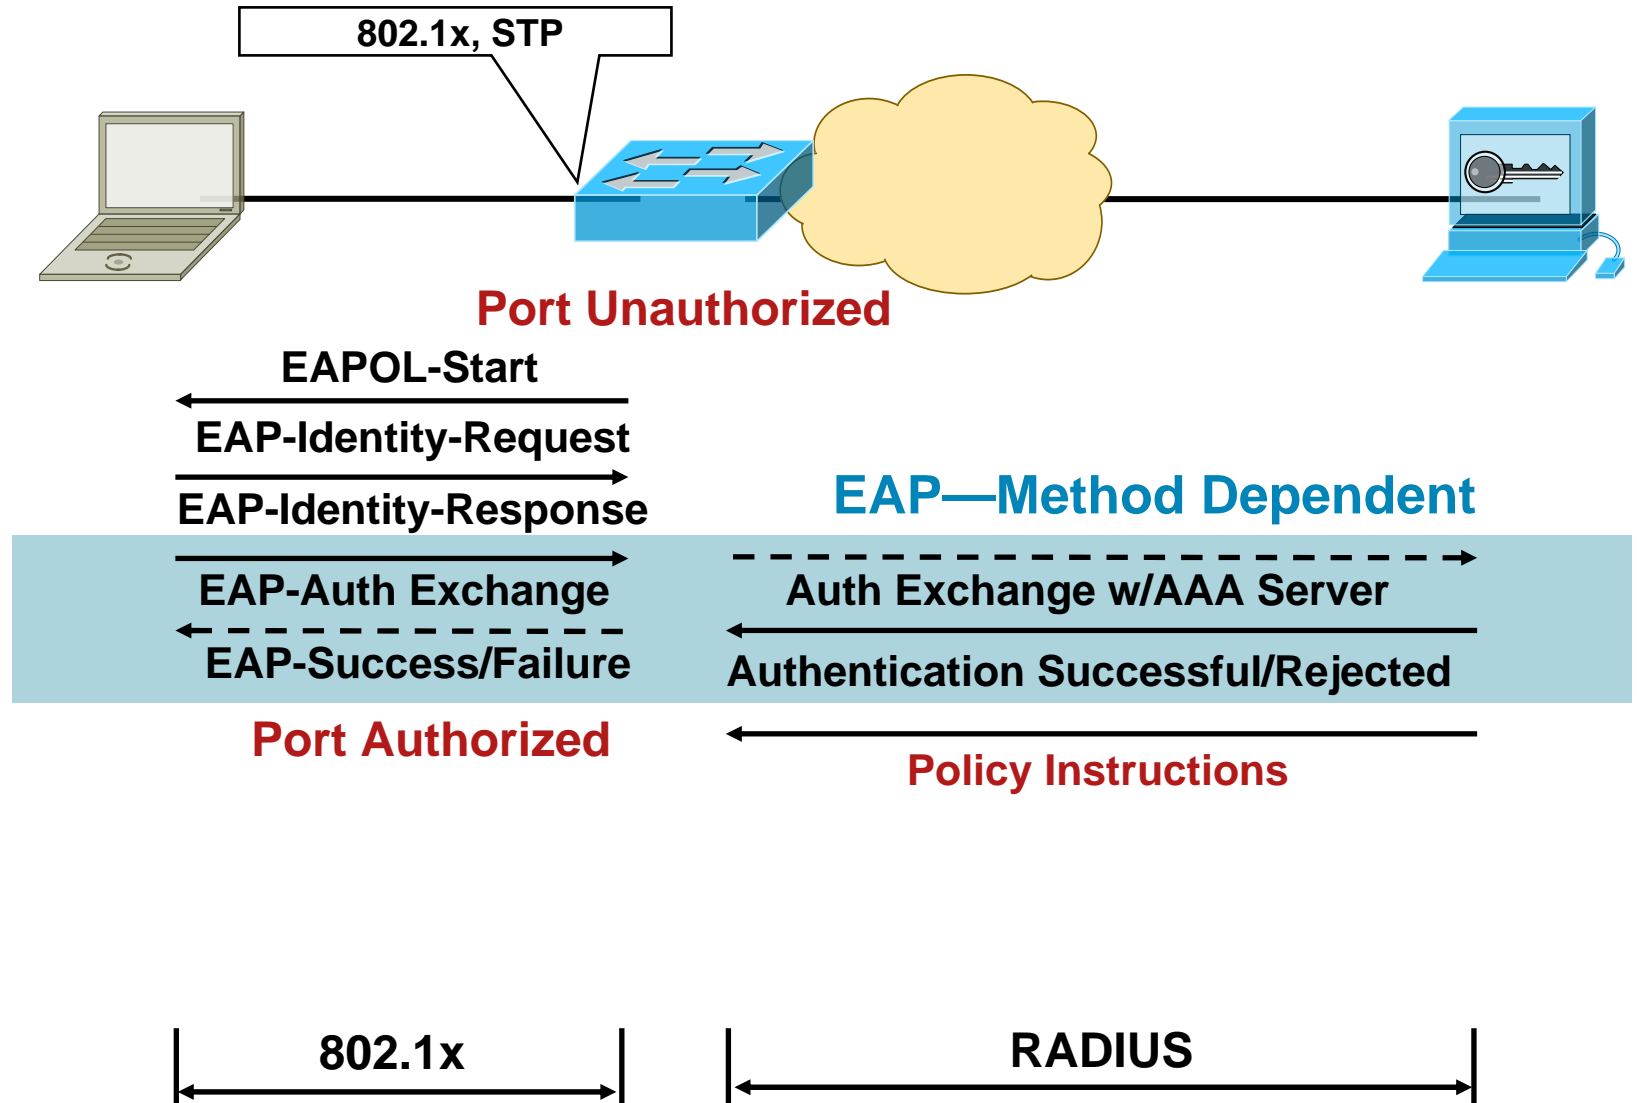 802.1x, STP
Port Unauthorized
EAPOL-Start
EAP-Identity-Request
EAP-Identity-Response
EAP—Method Dependent
EAP-Auth Exchange
Auth Exchange w/AAA Server
EAP-Success/Failure
Authentication Successful/Rejected
Port Authorized
Policy Instructions
802.1x
RADIUS